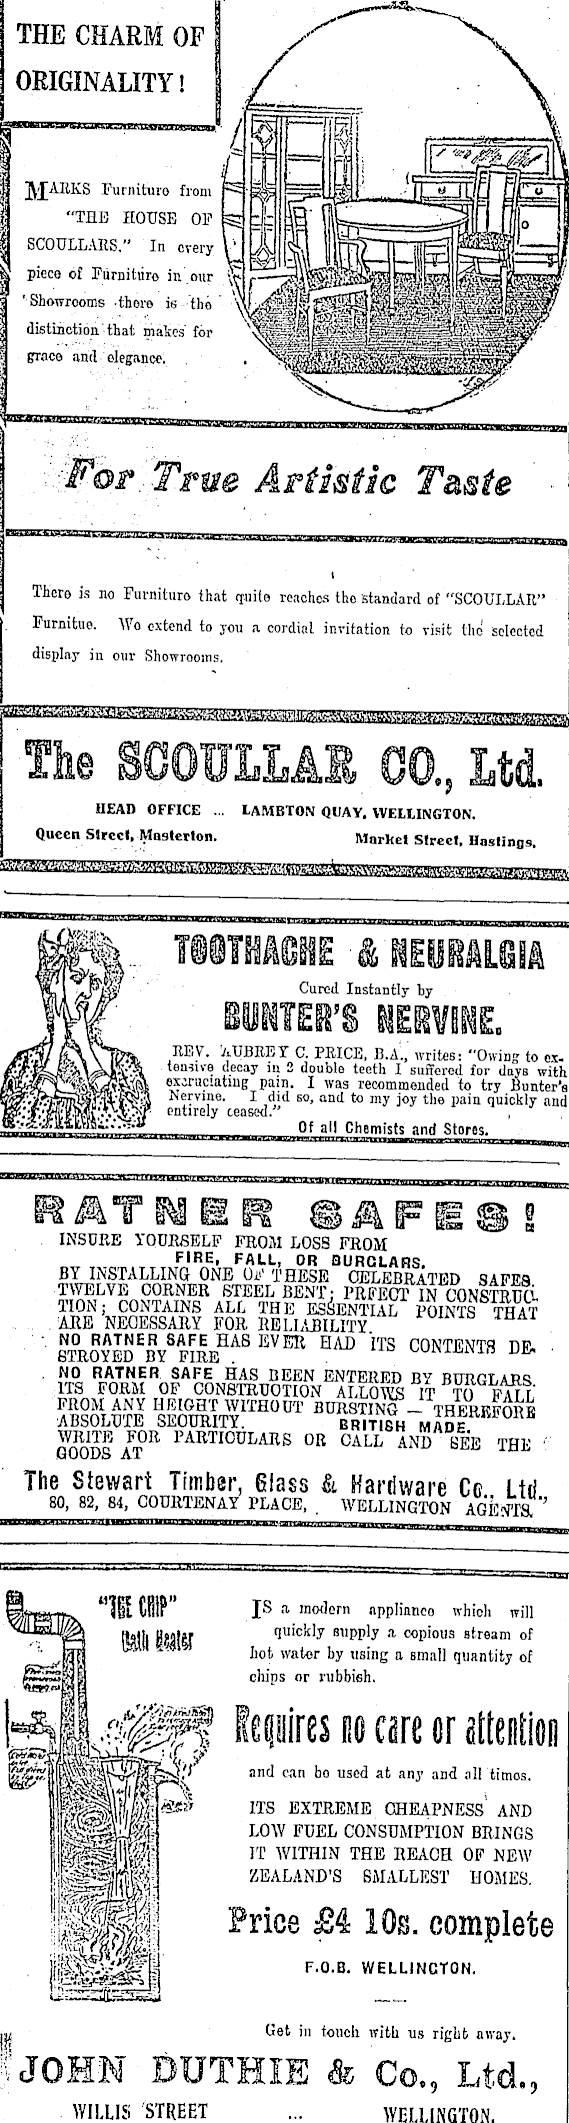 THE CHARM OF
ORIGINALITY!
MARKS Furniture from
"THE HOUSE OF
SCOULLARS." In every
piece of Furniture in our
Showrooms there is the
distinction that makes for
grace and elegance.
For True Artistic Taste
There is no Furniture that quite reaches the standard of "SCOULLAR"
Furnitue. We extend to you a cordial invitation to visit the selected
display in our Showrooms.
The SCOULLAR CO., Ltd.
HEAD OFFICE ... LAMBTON QUAY, WELLINGTON.
Queen Street, Masterton. Market Street, Hastings.
TOOTHACHE & NEURALGIA
Cured Instantly by
BUNTER'S NERVINE.
REV. AUBREY C. PRICE, B.A., writes: "Owing to ex-
tensive decay in 2 double teeth I suffered for days with
excruciating pain. I was recommended to try Bunter's
Nervine. I did so, and to my joy the pain quickly and
entirely ceased."
Of all Chemists and Stores.
RATNER SAFES!
INSURE YOURSELF FROM LOSS FROM
FIRE, FALL, OR BURGLARS.
BY INSTALLING ONE OF THESE CELEBRATED SAFES.
TWELVE CORNER STEEL BENT; PRFECT IN CONSTRUC-
TION; CONTAINS ALL THE ESSENTIAL POINTS THAT
ARE NECESSARY FOR RELIABILITY.
NO RATNER SAFE HAS EVER HAD ITS CONTENTS DE-
STROYED BY FIRE.
NO RATNER SAFE HAS BEEN ENTERED BY BURGLARS.
ITS FORM OF CONSTRUCTION ALLOWS IT TO FALL
FROM ANY HEIGHT WITHOUT BURSTING — THEREFORE
ABSOLUTE SECURITY. BRITISH MADE.
WRITE FOR PARTICULARS OR CALL AND SEE THE
GOODS AT
The Stewart Timber, Glass & Hardware Co., Ltd.,
80, 82, 84, COURTENAY PLACE, WELLINGTON AGENTS.
"THE CHIP"
Bath Heater
IS a modern appliance which will
quickly supply a copious stream of
hot water by using a small quantity of
chips or rubbish.
Requires no care or attention
and can be used at any and all times.
ITS EXTREME CHEAPNESS AND
LOW FUEL CONSUMPTION BRINGS
IT WITHIN THE REACH OF NEW
ZEALAND'S SMALLEST HOMES.
Price £4 10s. complete
F.O.B. WELLINGTON.
Get in touch with us right away.
JOHN DUTHIE & Co., Ltd.,
WILLIS STREET ... WELLINGTON.